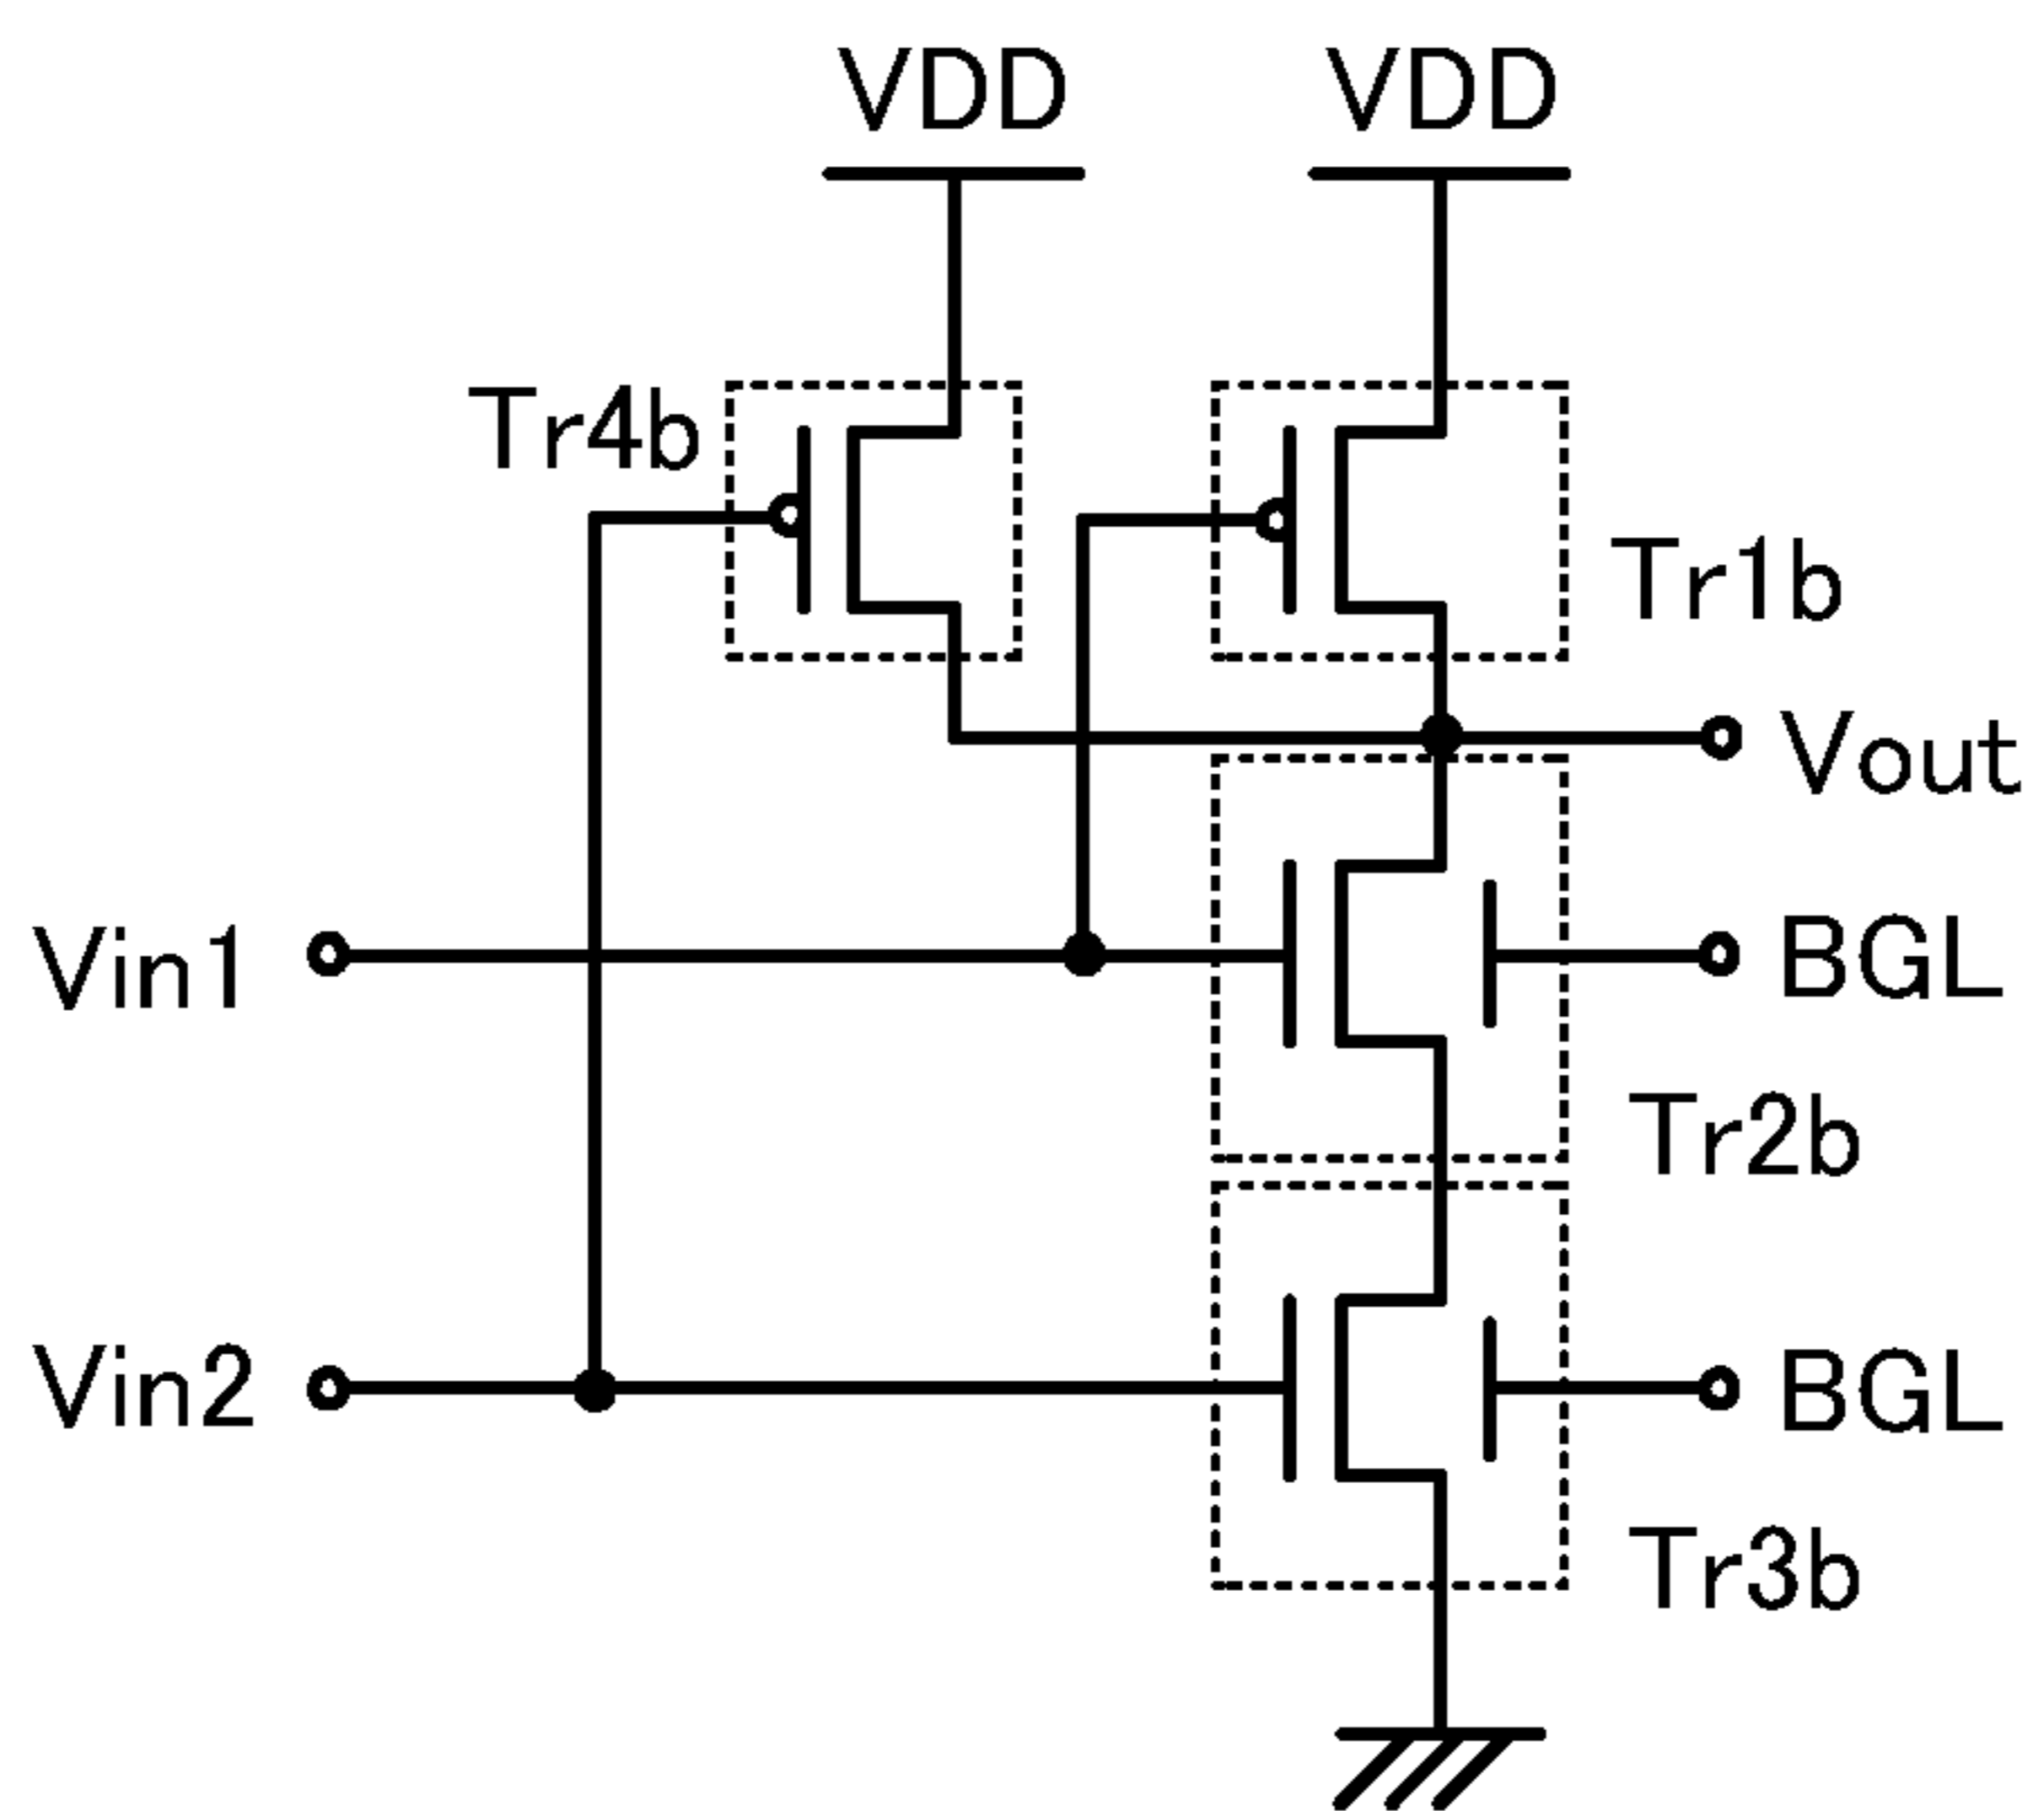 VDD VDD
Tr4b
Tr1b
Vout
Vin1 BGL
Tr2b
Vin2 BGL
Tr3b